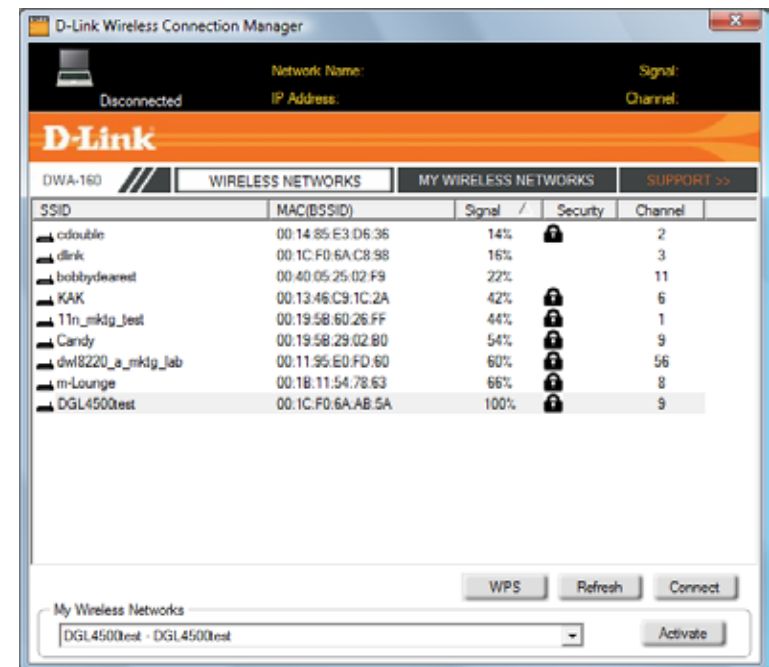 D-Link Wireless Connection Manager
Network Name: Signal:
Disconnected IP Address: Channel:
D-Link
DWA-160 WIRELESS NETWORKS MY WIRELESS NETWORKS SUPPORT >>
SSID MAC(BSSID) Signal Security Channel
cdouble 00:14:85:E3:D6:36 14% 2
dlink 00:1C:F0:6A:C8:98 16% 3
bobbydearest 00:40:05:25:02:F9 22% 11
KAK 00:13:46:C9:1C:2A 42% 6
11n_mktg_test 00:19:5B:60:26:FF 44% 1
Candy 00:19:5B:29:02:B0 54% 9
dwl8220_a_mktg_lab 00:11:95:E0:FD:60 60% 56
m-Lounge 00:1B:11:54:78:63 66% 8
DGL4500test 00:1C:F0:6A:AB:5A 100% 9
WPS Refresh Connect
My Wireless Networks
DGL4500test - DGL4500test Activate